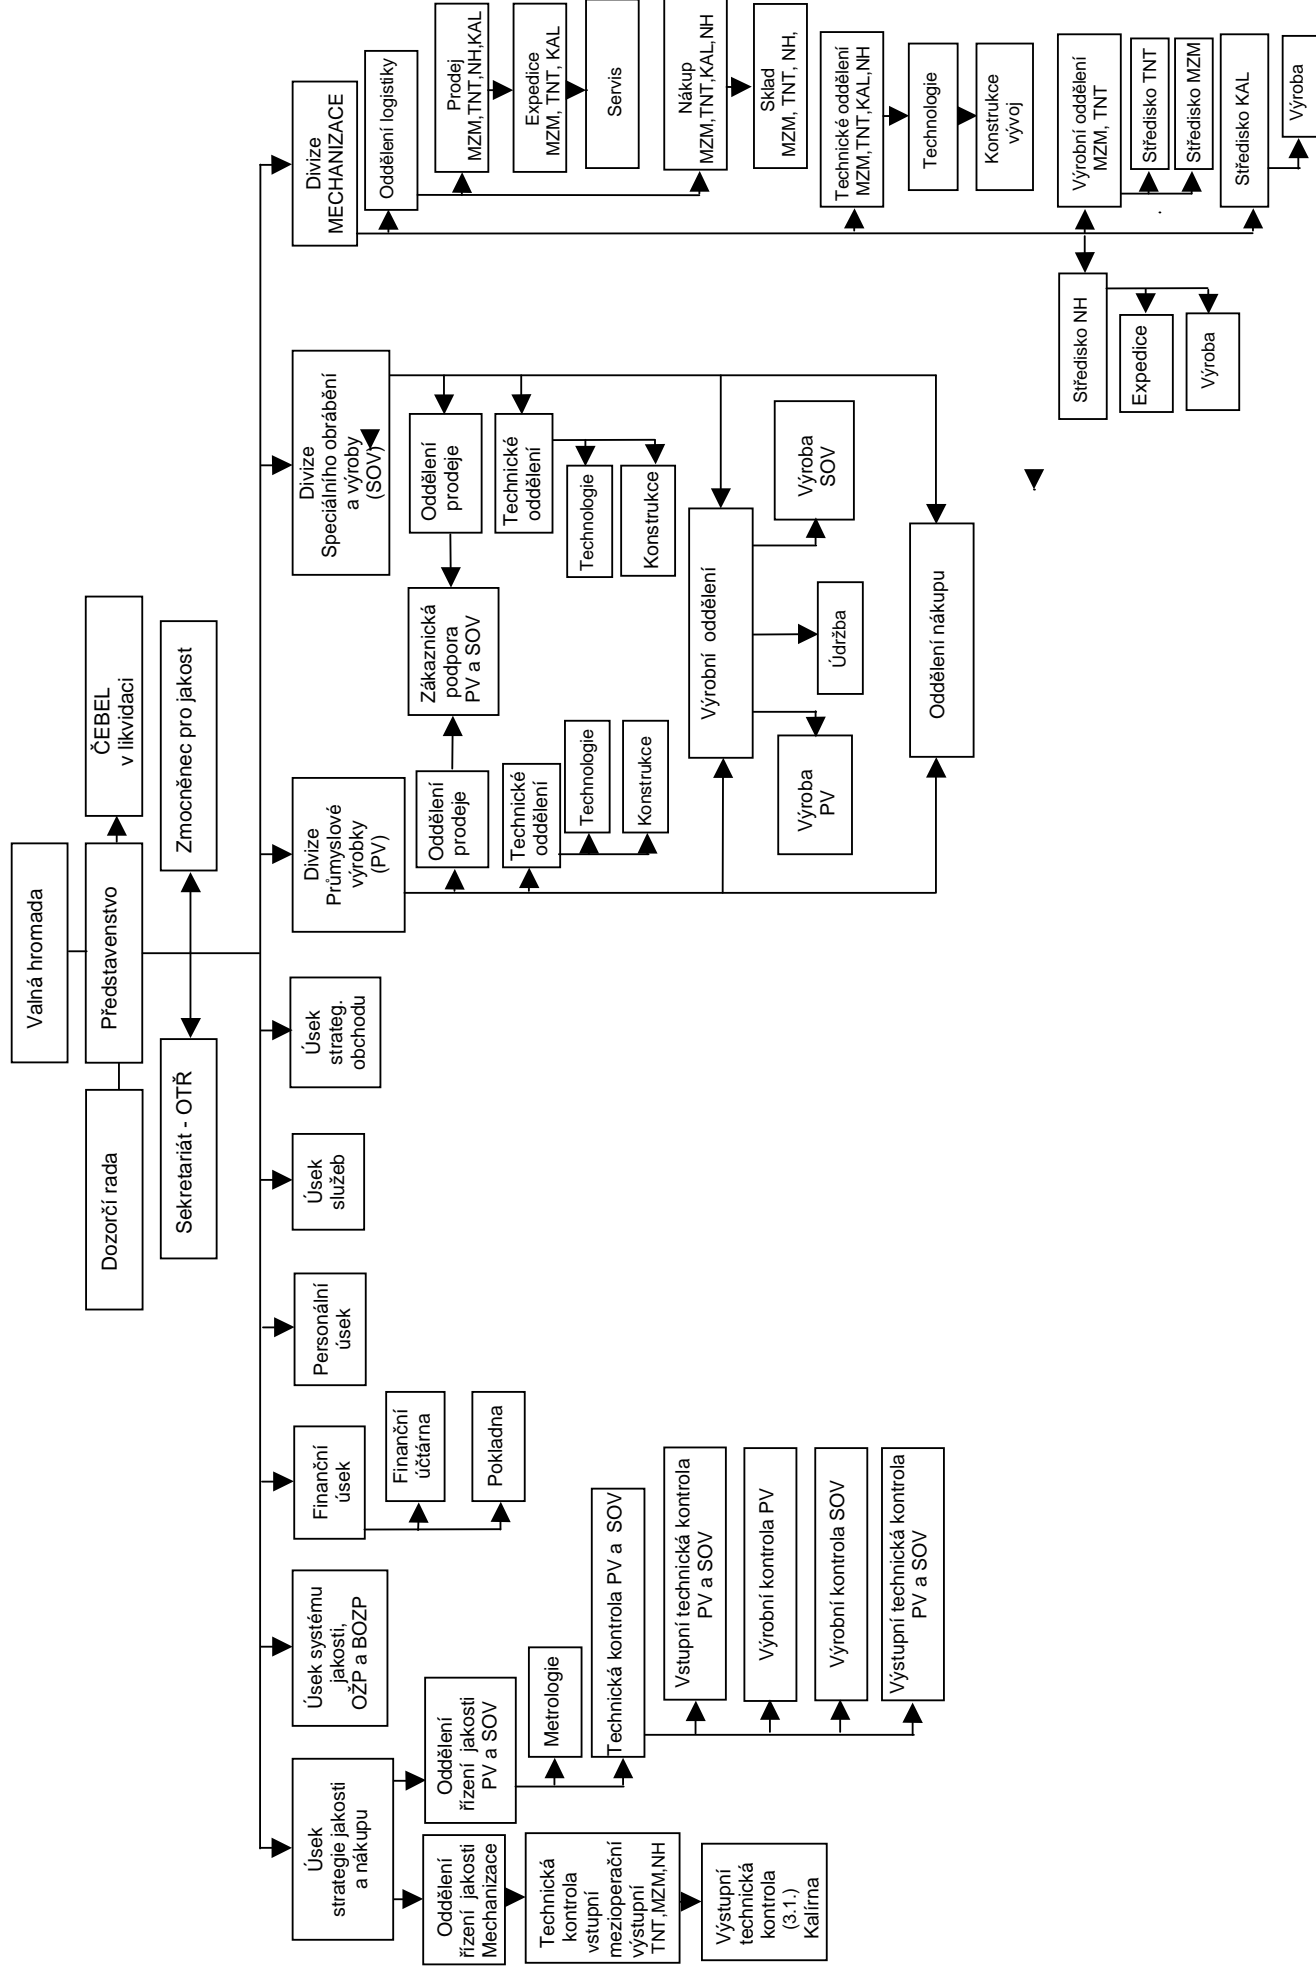 Valná hromada
Dozorčí rada
Představenstvo
ČEBEL
v likvidaci
Sekretariát - OTŘ
Zmocněnec pro jakost
Úsek
strategie jakosti
a nákupu
Úsek systému
jakosti,
OŽP a BOZP
Finanční
úsek
Personální
úsek
Úsek
služeb
Úsek
strateg.
obchodu
Divize
Průmyslové
výrobky
(PV)
Divize
Speciálního obrábění
a výroby
(SOV)
Divize
MECHANIZACE
Oddělení
řízení jakosti
Mechanizace
Technická
kontrola
vstupní
mezioperační
výstupní
TNT,MZM,NH
Výstupní
technická
kontrola
(3.1.)
Kalírna
Oddělení
řízení jakosti
PV a SOV
Metrologie
Technická kontrola PV a SOV
Vstupní technická kontrola
PV a SOV
Výrobní kontrola PV
Výrobní kontrola SOV
Výstupní technická kontrola
PV a SOV
Finanční
účtárna
Pokladna
Oddělení
prodeje
Zákaznická
podpora
PV a SOV
Oddělení
prodeje
Technické
oddělení
Technologie
Konstrukce
Technické
oddělení
Technologie
Konstrukce
Výrobní oddělení
Výroba
PV
Údržba
Výroba
SOV
Oddělení nákupu
Oddělení logistiky
Prodej
MZM,TNT,NH,KAL
Expedice
MZM, TNT, KAL
Servis
Nákup
MZM,TNT,KAL,NH
Sklad
MZM, TNT, NH,
Technické oddělení
MZM,TNT,KAL,NH
Technologie
Konstrukce
vývoj
Středisko NH
Expedice
Výroba
Výrobní oddělení
MZM, TNT
Středisko TNT
Středisko MZM
Středisko KAL
Výroba